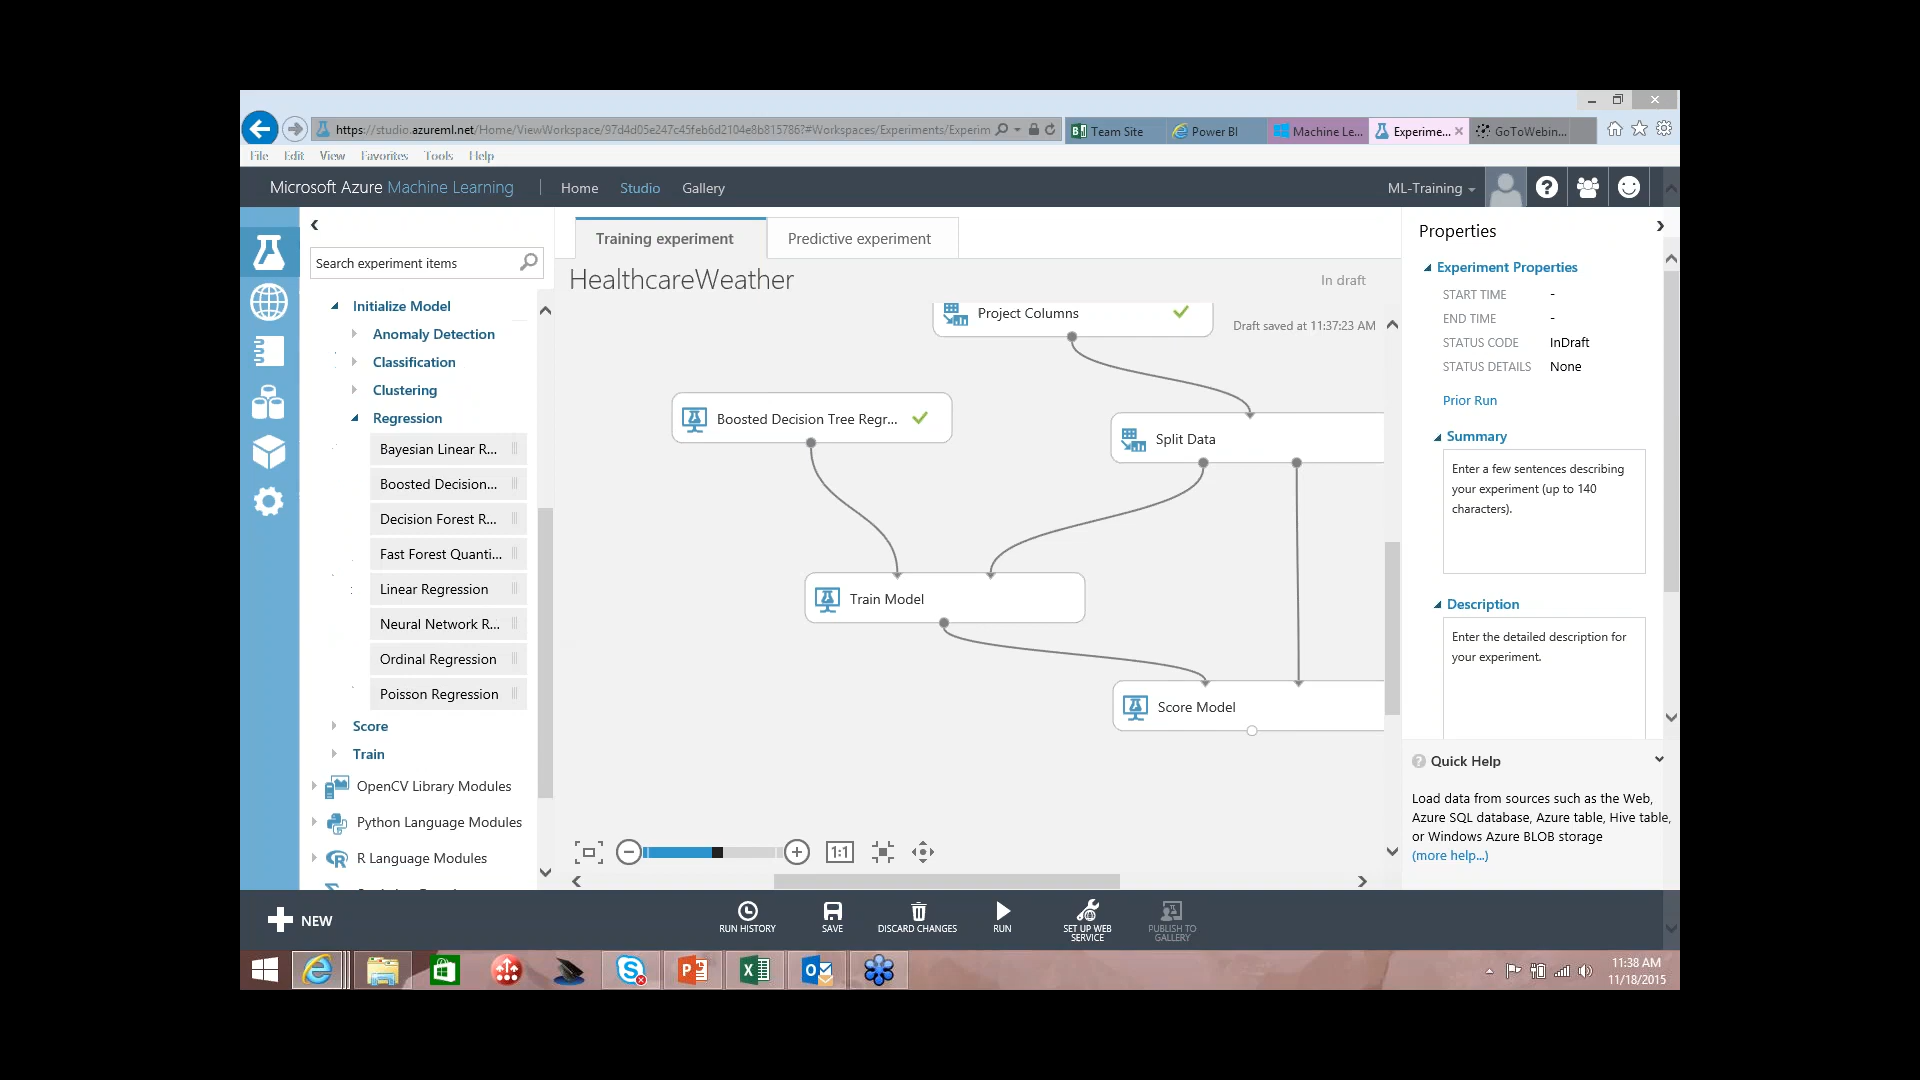 https://studio.azureml.net/Home/ViewWorkspace/97d4d05e247c45feb6d2104e8b815786?#Workspaces/Experiments/Experim
Team Site
Power BI
Machine Le...
Experime...
GoToWebin...
File Edit View Favorites Tools Help
Microsoft Azure Machine Learning
Home
Studio
Gallery
ML-Training
Search experiment items
Initialize Model
Anomaly Detection
Classification
Clustering
Regression
Bayesian Linear R...
Boosted Decision...
Decision Forest R...
Fast Forest Quanti...
Linear Regression
Neural Network R...
Ordinal Regression
Poisson Regression
Score
Train
OpenCV Library Modules
Python Language Modules
R Language Modules
Training experiment
Predictive experiment
HealthcareWeather
In draft
Draft saved at 11:37:23 AM
Project Columns
Boosted Decision Tree Regr...
Split Data
Train Model
Score Model
1:1
Properties
Experiment Properties
START TIME -
END TIME -
STATUS CODE InDraft
STATUS DETAILS None
Prior Run
Summary
Enter a few sentences describing
your experiment (up to 140
characters).
Description
Enter the detailed description for
your experiment.
Quick Help
Load data from sources such as the Web,
Azure SQL database, Azure table, Hive table,
or Windows Azure BLOB storage
(more help...)
NEW
RUN HISTORY
SAVE
DISCARD CHANGES
RUN
SET UP WEB
SERVICE
PUBLISH TO
GALLERY
11:38 AM
11/18/2015